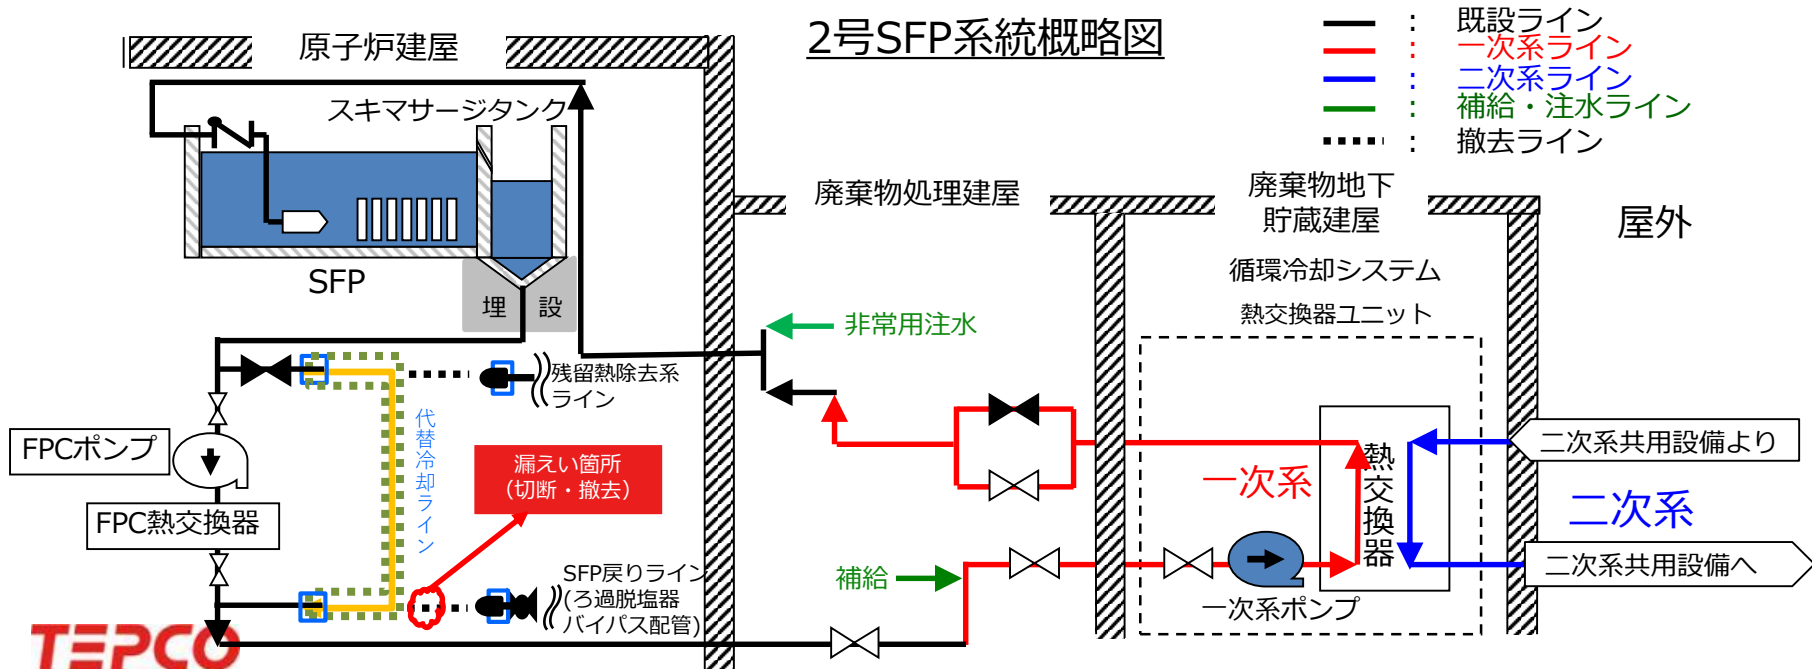 2号SFP系統概略図
： 既設ライン
： 一次系ライン
： 二次系ライン
： 補給・注水ライン
： 撤去ライン
原子炉建屋
スキマサージタンク
SFP
埋 設
廃棄物処理建屋
廃棄物地下
貯蔵建屋
屋外
循環冷却システム
熱交換器ユニット
非常用注水
残留熱除去系
ライン
代替冷却ライン
FPCポンプ
FPC熱交換器
漏えい箇所
（切断・撤去）
SFP戻りライン
(ろ過脱塩器
バイパス配管)
補給
一次系
熱交換器
一次系ポンプ
二次系共用設備より
二次系
二次系共用設備へ
TEPCO